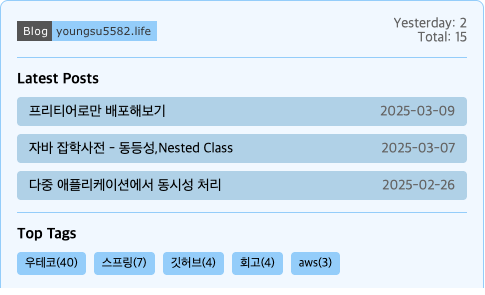 Blog youngsu5582.life
Yesterday: 2
Total: 15
Latest Posts
프리티어로만 배포해보기 2025-03-09
자바 잡학사전 - 동등성,Nested Class 2025-03-07
다중 애플리케이션에서 동시성 처리 2025-02-26
Top Tags
우테코(40) 스프링(7) 깃허브(4) 회고(4) aws(3)